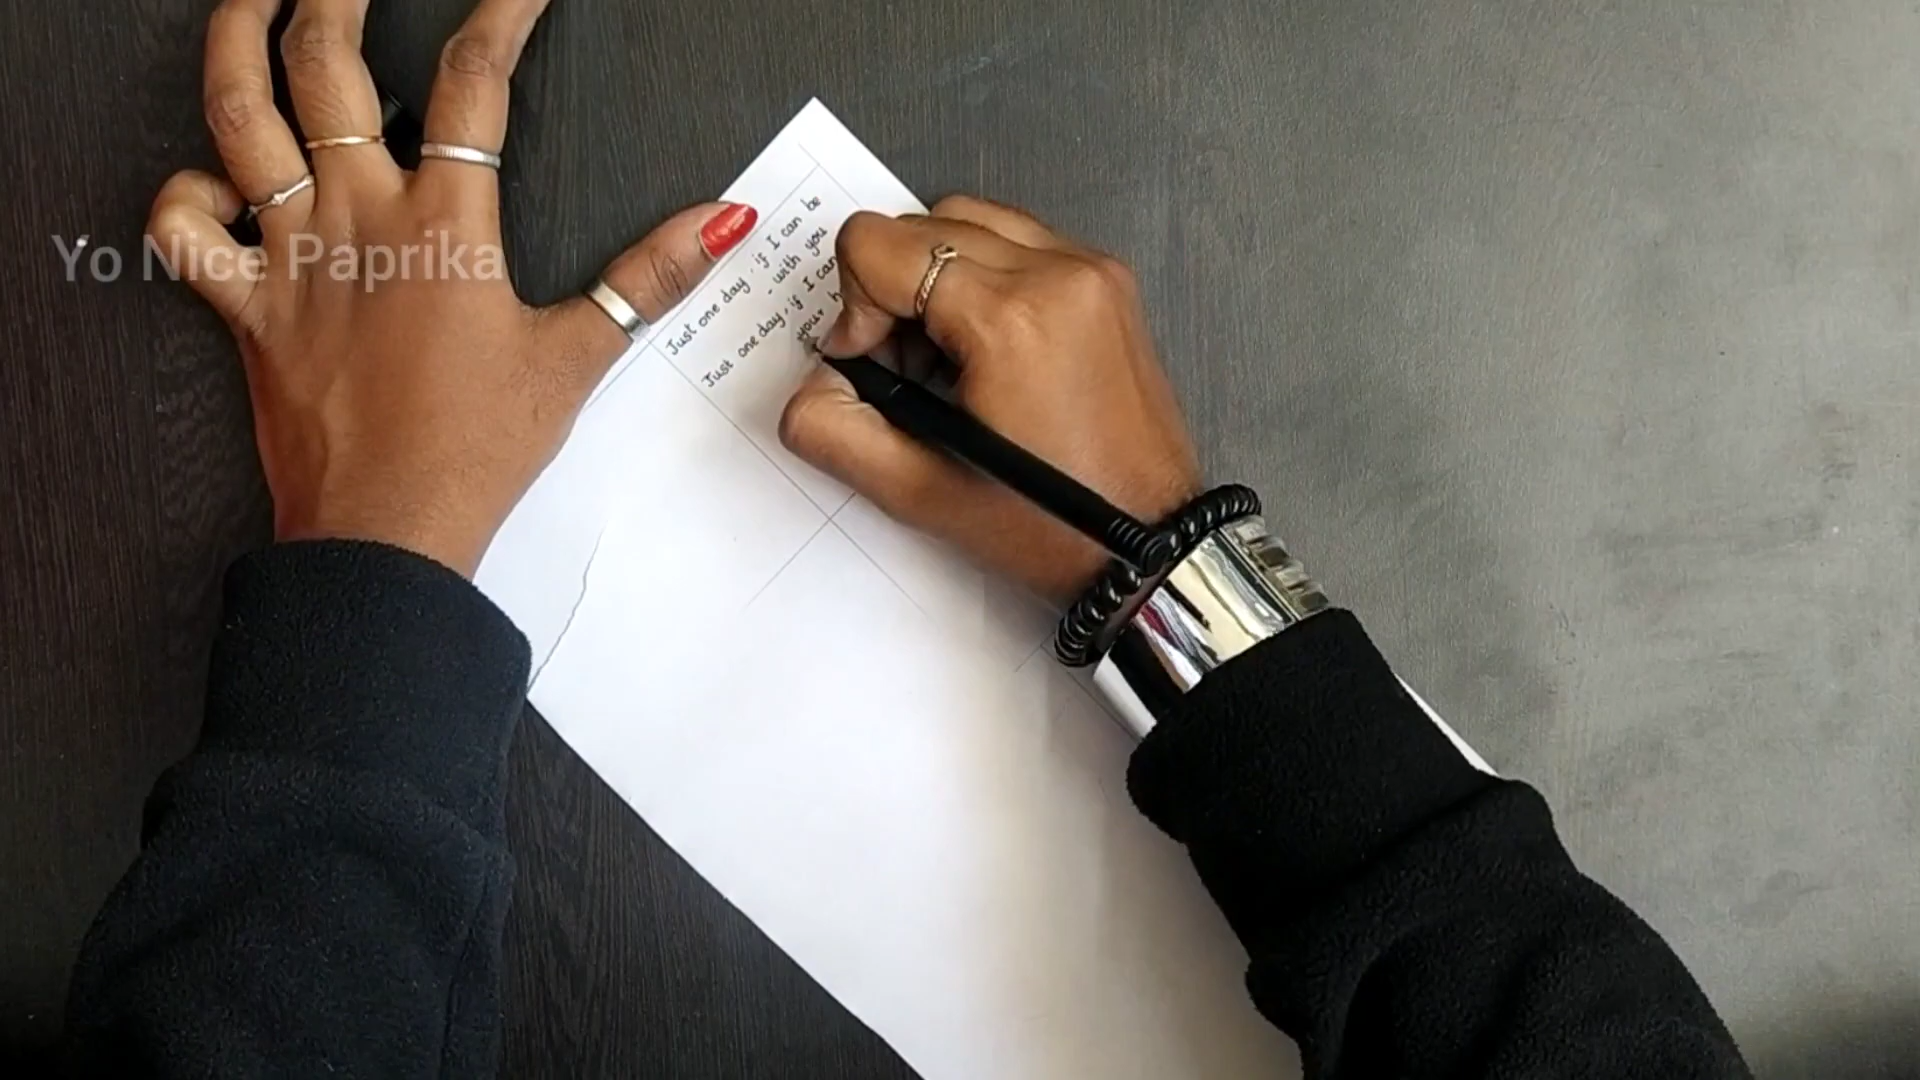 Yo Nice Paprika
Just one day, if I can be
- with you
Just one day, if I can
your